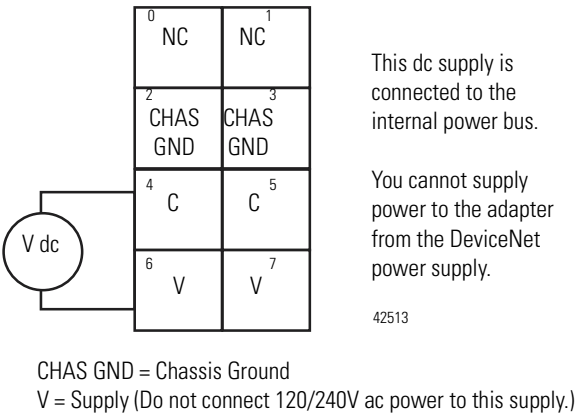 0 1
NC NC
2 3
CHAS CHAS
GND GND
4 5
C C
6 7
V V
V dc
This dc supply is
connected to the
internal power bus.
You cannot supply
power to the adapter
from the DeviceNet
power supply.
42513
CHAS GND = Chassis Ground
V = Supply (Do not connect 120/240V ac power to this supply.)